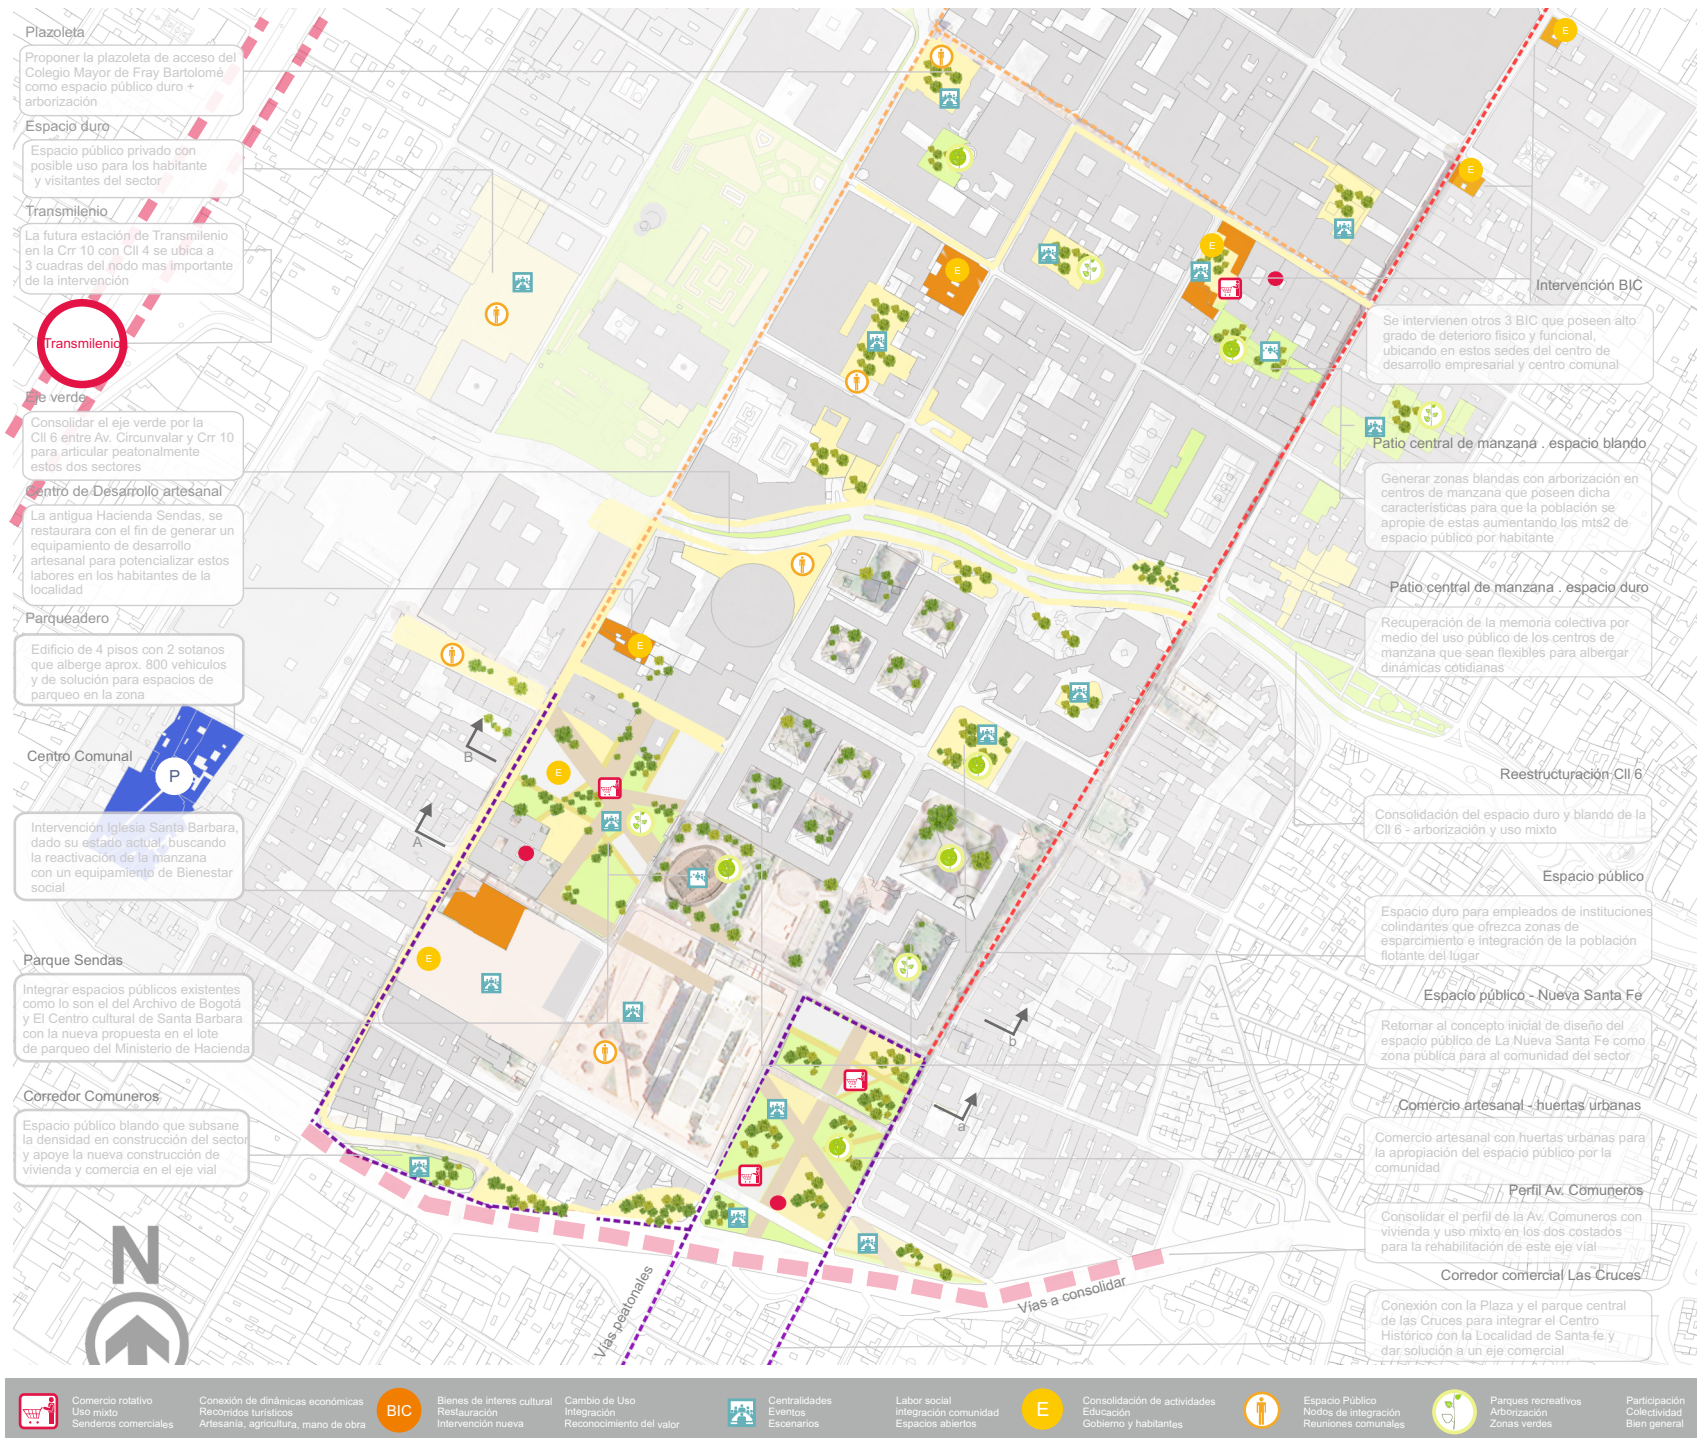 Plazoleta
Proponer la plazoleta de acceso del
Colegio Mayor de Fray Bartolomé
como espacio público duro +
arborización
Espacio duro
Espacio público privado con
posible uso para los habitante
y visitantes del sector
Transmilenio
La futura estación de Transmilenio
en la Crr 10 con Cll 4 se ubica a
3 cuadras del nodo mas importante
de la intervención
Transmilenio
Eje verde
Consolidar el eje verde por la
Cll 6 entre Av. Circunvalar y Crr 10
para articular peatonalmente
estos dos sectores
Centro de Desarrollo artesanal
La antigua Hacienda Sendas, se
restaurara con el fin de generar un
equipamiento de desarrollo
artesanal para potencializar estos
labores en los habitantes de la
localidad
Parqueadero
Edificio de 4 pisos con 2 sotanos
que alberge aprox. 800 vehiculos
y de solución para espacios de
parqueo en la zona
Centro Comunal
P
Intervención Iglesia Santa Barbara,
dado su estado actual, buscando
la reactivación de la manzana
con un equipamiento de Bienestar
social
Parque Sendas
Integrar espacios públicos existentes
como lo son el del Archivo de Bogotá
y El Centro cultural de Santa Barbara
con la nueva propuesta en el lote
de parqueo del Ministerio de Hacienda
Corredor Comuneros
Espacio público blando que subsane
la densidad en construcción del sector
y apoye la nueva construcción de
vivienda y comercia en el eje vial
N
E
E
E
E
E
E
E
B
A
b
a
Vías peatonales
Vías a consolidar
Intervención BIC
Se intervienen otros 3 BIC que poseen alto
grado de deterioro fisico y funcional,
ubicando en estos sedes del centro de
desarrollo empresarial y centro comunal
Patio central de manzana . espacio blando
Generar zonas blandas con arborización en
centros de manzana que poseen dicha
características para que la población se
apropie de estas aumentando los mts2 de
espacio público por habitante
Patio central de manzana . espacio duro
Recuperación de la memoria colectiva por
medio del uso público de los centros de
manzana que sean flexibles para albergar
dinámicas cotidianas
Reestructuración Cll 6
Consolidación del espacio duro y blando de la
Cll 6 - arborización y uso mixto
Espacio público
Espacio duro para empleados de instituciones
colindantes que ofrezca zonas de
esparcimiento e integración de la población
flotante del lugar
Espacio público - Nueva Santa Fe
Retomar al concepto inicial de diseño del
espacio público de La Nueva Santa Fe como
zona pública para al comunidad del sector
Comercio artesanal - huertas urbanas
Comercio artesanal con huertas urbanas para
la apropiación del espacio público por la
comunidad
Perfil Av. Comuneros
Consolidar el perfil de la Av. Comuneros con
vivienda y uso mixto en los dos costados
para la rehabilitación de este eje vial
Corredor comercial Las Cruces
Conexión con la Plaza y el parque central
de las Cruces para integrar el Centro
Histórico con la Localidad de Santa fe y
dar solución a un eje comercial
Comercio rotativo
Uso mixto
Senderos comerciales
Conexión de dinámicas económicas
Recorridos turísticos
Artesanía, agricultura, mano de obra
BIC
Bienes de interes cultural
Restauración
Intervención nueva
Cambio de Uso
Integración
Reconocimiento del valor
Centralidades
Eventos
Escenarios
Labor social
integración comunidad
Espacios abiertos
E
Consolidación de actividades
Educación
Gobierno y habitantes
Espacio Público
Nodos de integración
Reuniones comunales
Parques recreativos
Arborización
Zonas verdes
Participación
Colectividad
Bien general